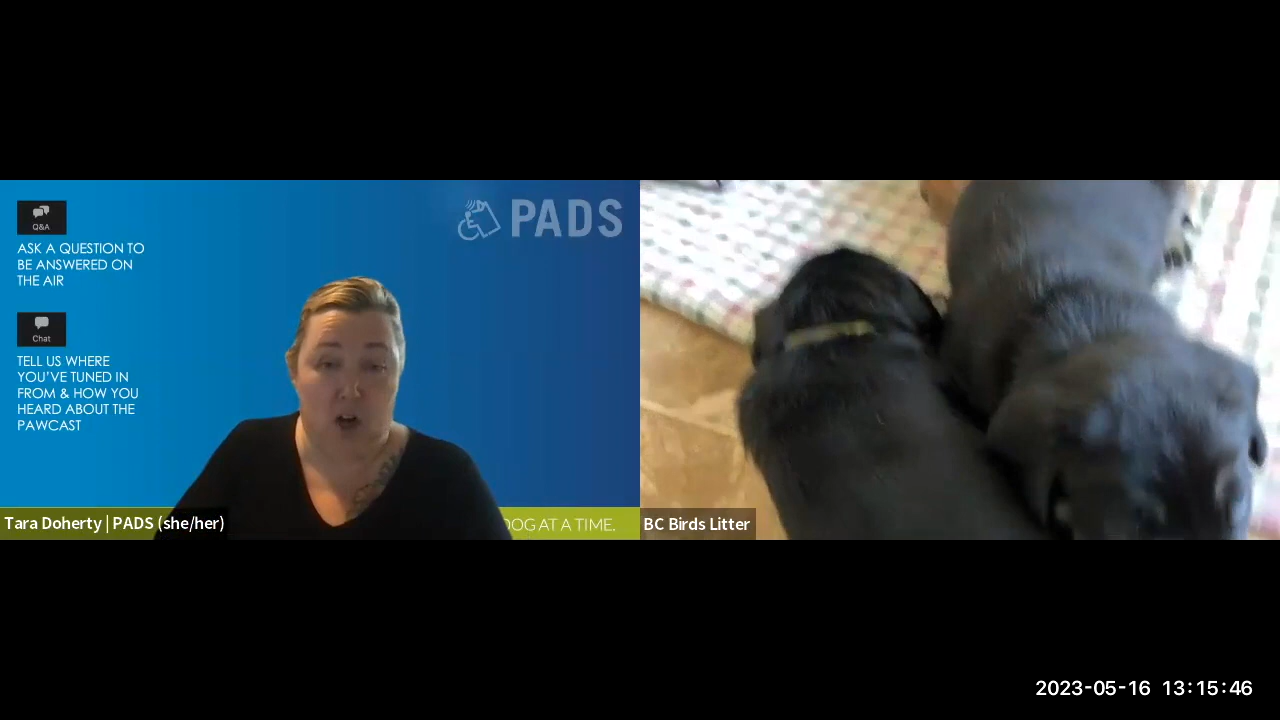 Q&A
ASK A QUESTION TO
BE ANSWERED ON
THE AIR
Chat
TELL US WHERE
YOU'VE TUNED IN
FROM & HOW YOU
HEARD ABOUT THE
PAWCAST
PADS
DOG AT A TIME.
Tara Doherty | PADS (she/her)
BC Birds Litter
2023-05-16 13:15:46